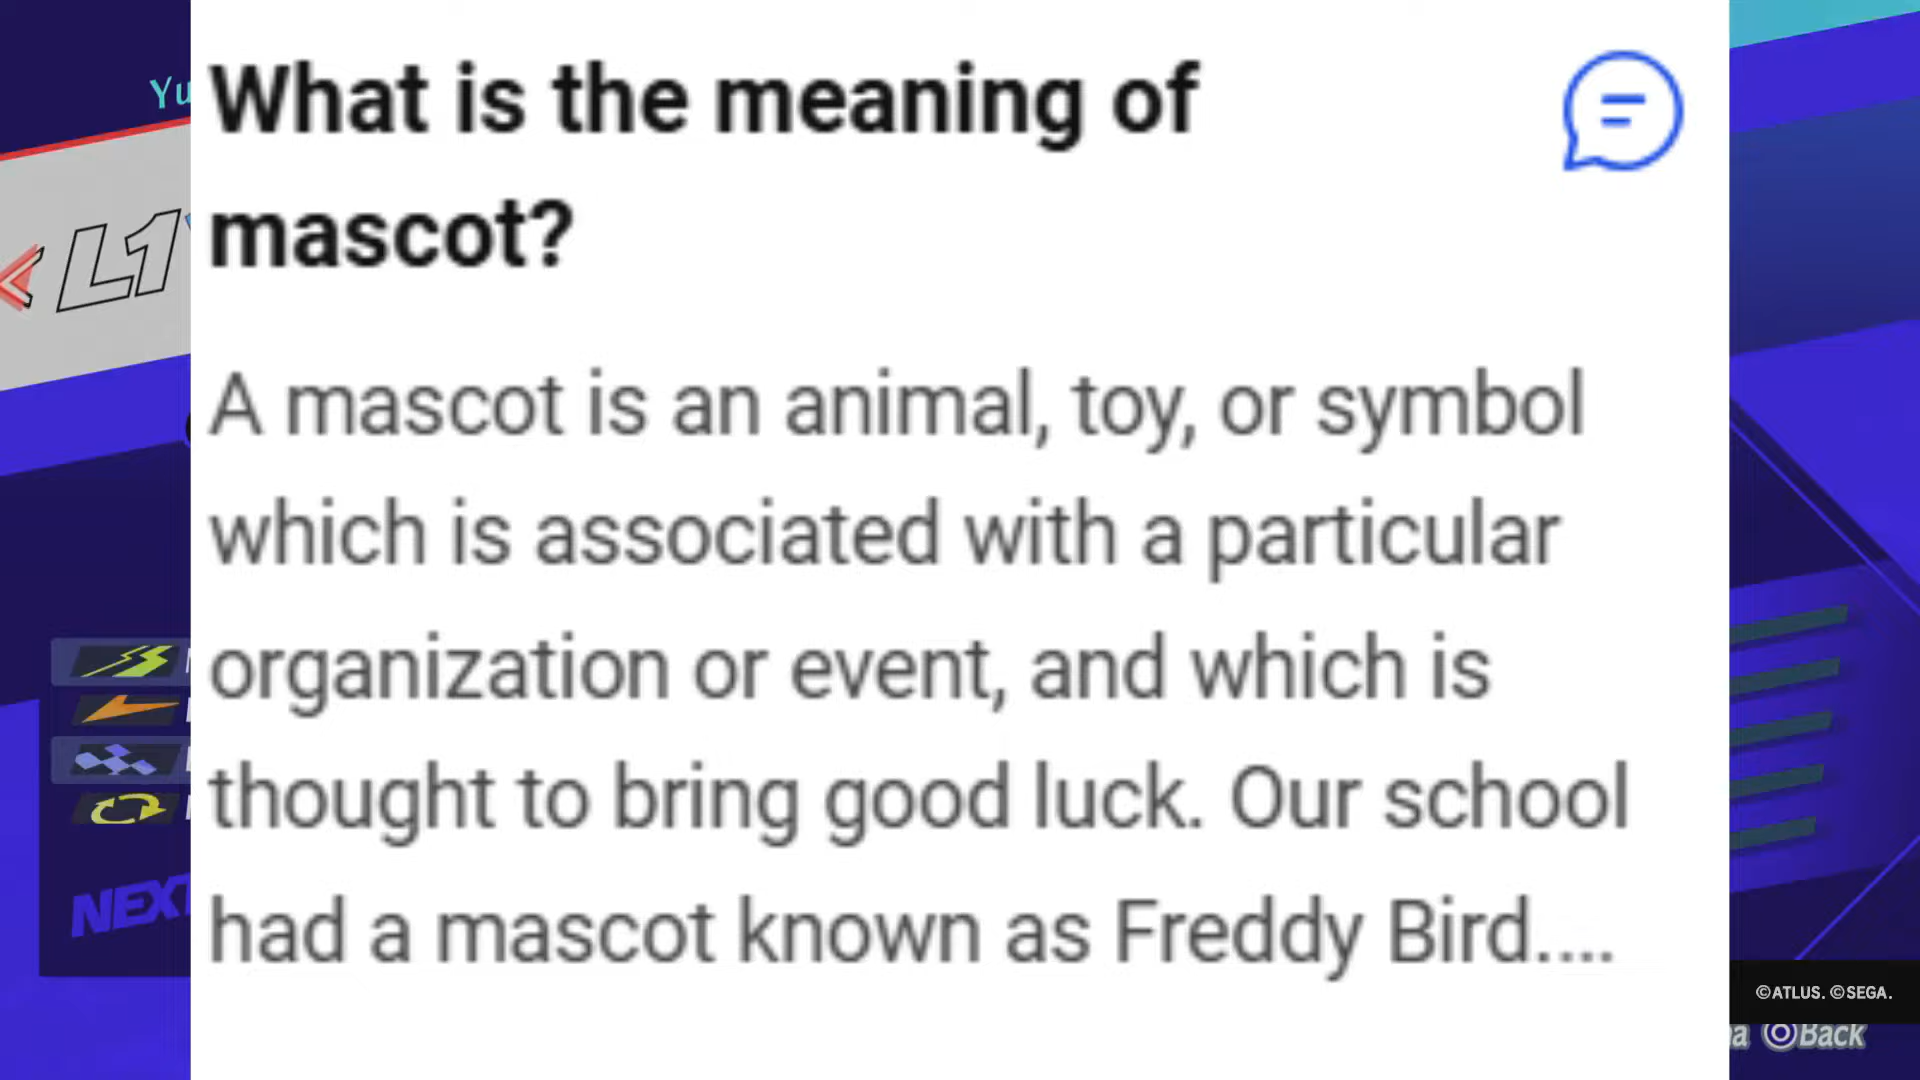 Yu
What is the meaning of
mascot?
L1
A mascot is an animal, toy, or symbol
which is associated with a particular
organization or event, and which is
thought to bring good luck. Our school
had a mascot known as Freddy Bird....
NEXT
©ATLUS. ©SEGA.
Back